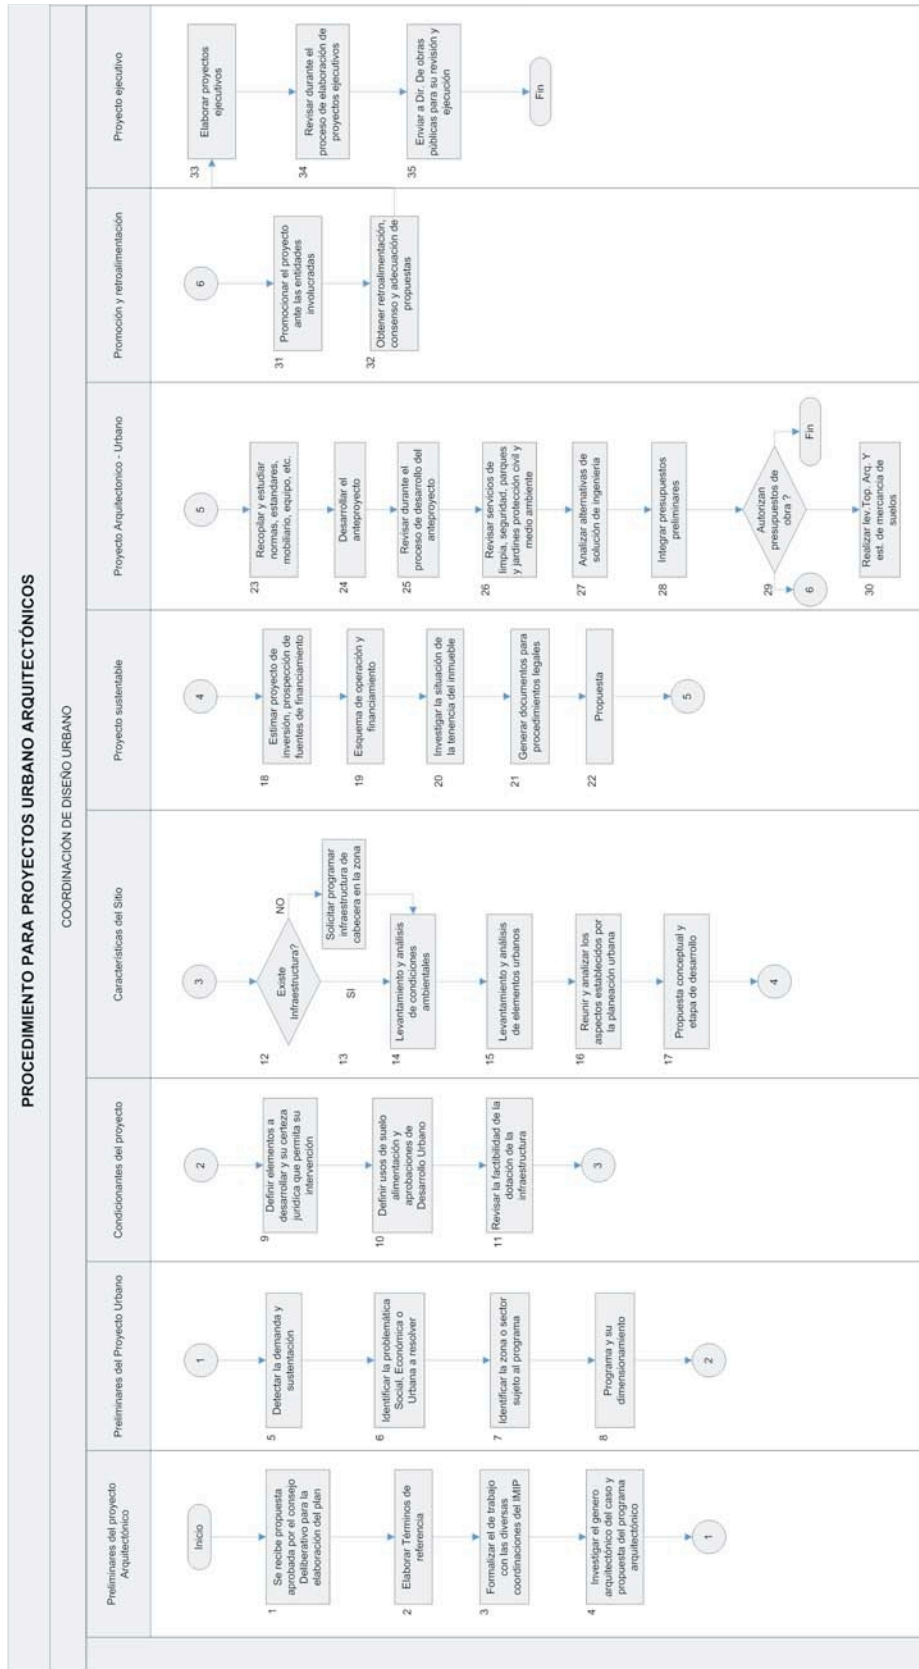 PROCEDIMIENTO PARA PROYECTOS URBANO ARQUITECTÓNICOS
COORDINACIÓN DE DISEÑO URBANO
Preliminares del proyecto
Arquitectónico
Inicio
1
Se recibe propuesta
aprobada por el consejo
Deliberativo para la
elaboración del plan
2
Elaborar Términos de
referencia
3
Formalizar el de trabajo
con las diversas
coordinaciones del IMIP
4
Investigar el genero
arquitectónico del caso y
propuesta del programa
arquitectónico
1
Preliminares del Proyecto Urbano
1
5
Detectar la demanda y
sustentación
6
Identificar la problemática
Social, Económica o
Urbana a resolver
7
Identificar la zona o sector
sujeto al programa
8
Programa y su
dimensionamiento
2
Condicionantes del proyecto
2
9
Definir elementos a
desarrollar y su certeza
jurídica que permita su
intervención
10
Definir usos de suelo
alimentación y
aprobaciones de
Desarrollo Urbano
11
Revisar la factibilidad de la
dotación de la
infraestructura
3
Características del Sitio
3
12
Existe
Infraestructura?
NO
SI
13
Solicitar programar
infraestructura de
cabecera en la zona
14
Levantamiento y análisis
de condiciones
ambientales
15
Levantamiento y análisis
de elementos urbanos
16
Reunir y analizar los
aspectos establecidos por
la planeación urbana
17
Propuesta conceptual y
etapa de desarrollo
4
Proyecto sustentable
4
18
Estimar proyecto de
inversión, prospección de
fuentes de financiamiento
19
Esquema de operación y
financiamiento
20
Investigar la situación de
la tenencia del inmueble
21
Generar documentos para
procedimientos legales
22
Propuesta
5
Proyecto Arquitectonico - Urbano
5
23
Recopilar y estudiar
normas, estandares,
mobiliario, equipo, etc.
24
Desarrollar el
anteproyecto
25
Revisar durante el
proceso de desarrollo del
anteproyecto
26
Revisar servicios de
limpia, seguridad, parques
y jardines protección civil y
medio ambiente
27
Analizar alternativas de
solución de ingeniería
28
Integrar presupuestos
preliminares
29
Autorizan
presupuestos de
obra ?
Fin
6
30
Realizar lev.Top. Arq. Y
est. de mercancia de
suelos
Promoción y retroalimentación
6
31
Promocionar el proyecto
ante las entidades
involucradas
32
Obtener retroalimentación,
consenso y adecuación de
propuestas
Proyecto ejecutivo
33
Elaborar proyectos
ejecutivos
34
Revisar durante el
proceso de elaboración de
proyectos ejecutivos
35
Enviar a Dir. De obras
públicas para su revisión y
ejecución
Fin